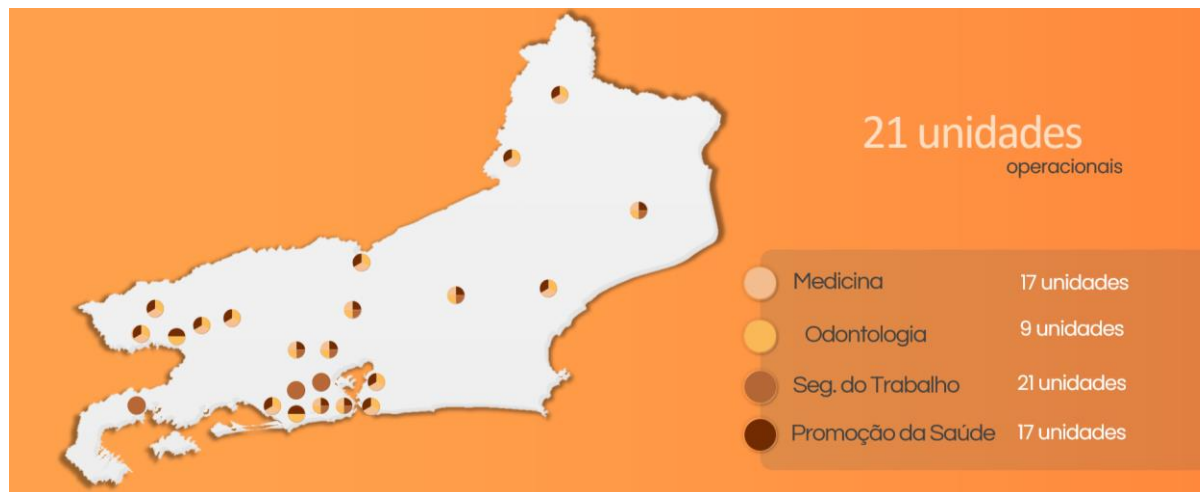 21 unidades
operacionais
Medicina 17 unidades
Odontologia 9 unidades
Seg. do Trabalho 21 unidades
Promoção da Saúde 17 unidades